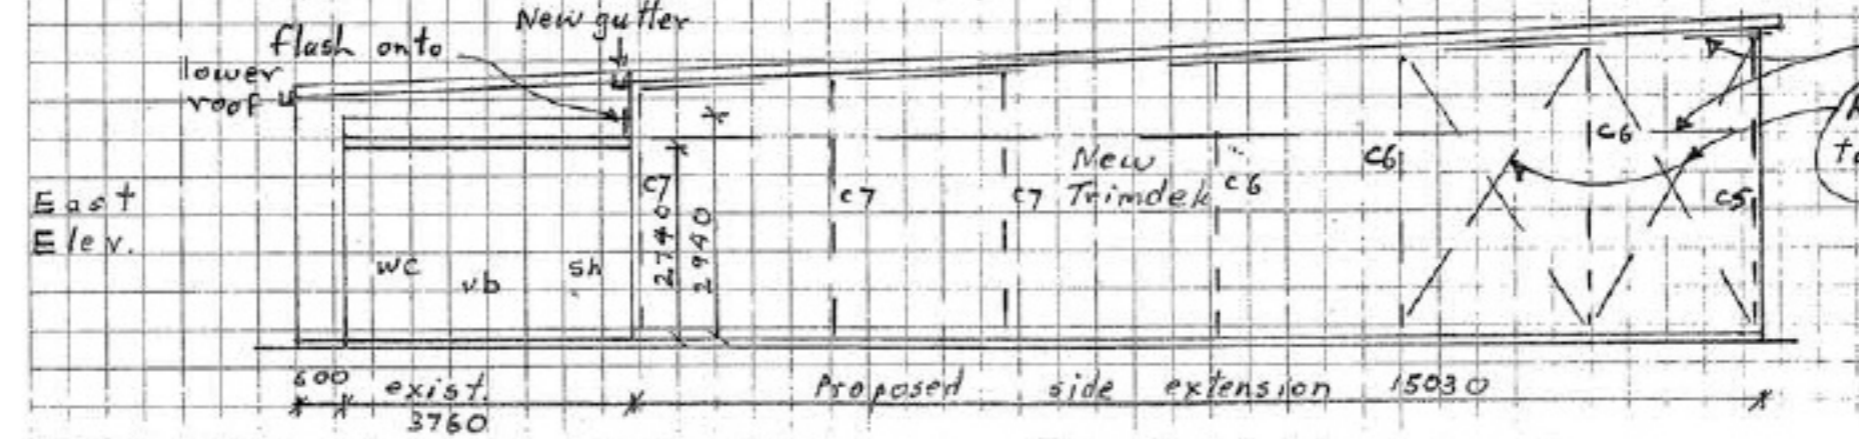 New gutter
flash onto
lower
roof
East
Elev.
wc
vb
sh
c7
2740
2940
c7
c7
New
Trimdek
c6
c6
c6
c5
600
exist.
3760
Proposed side extension 15030